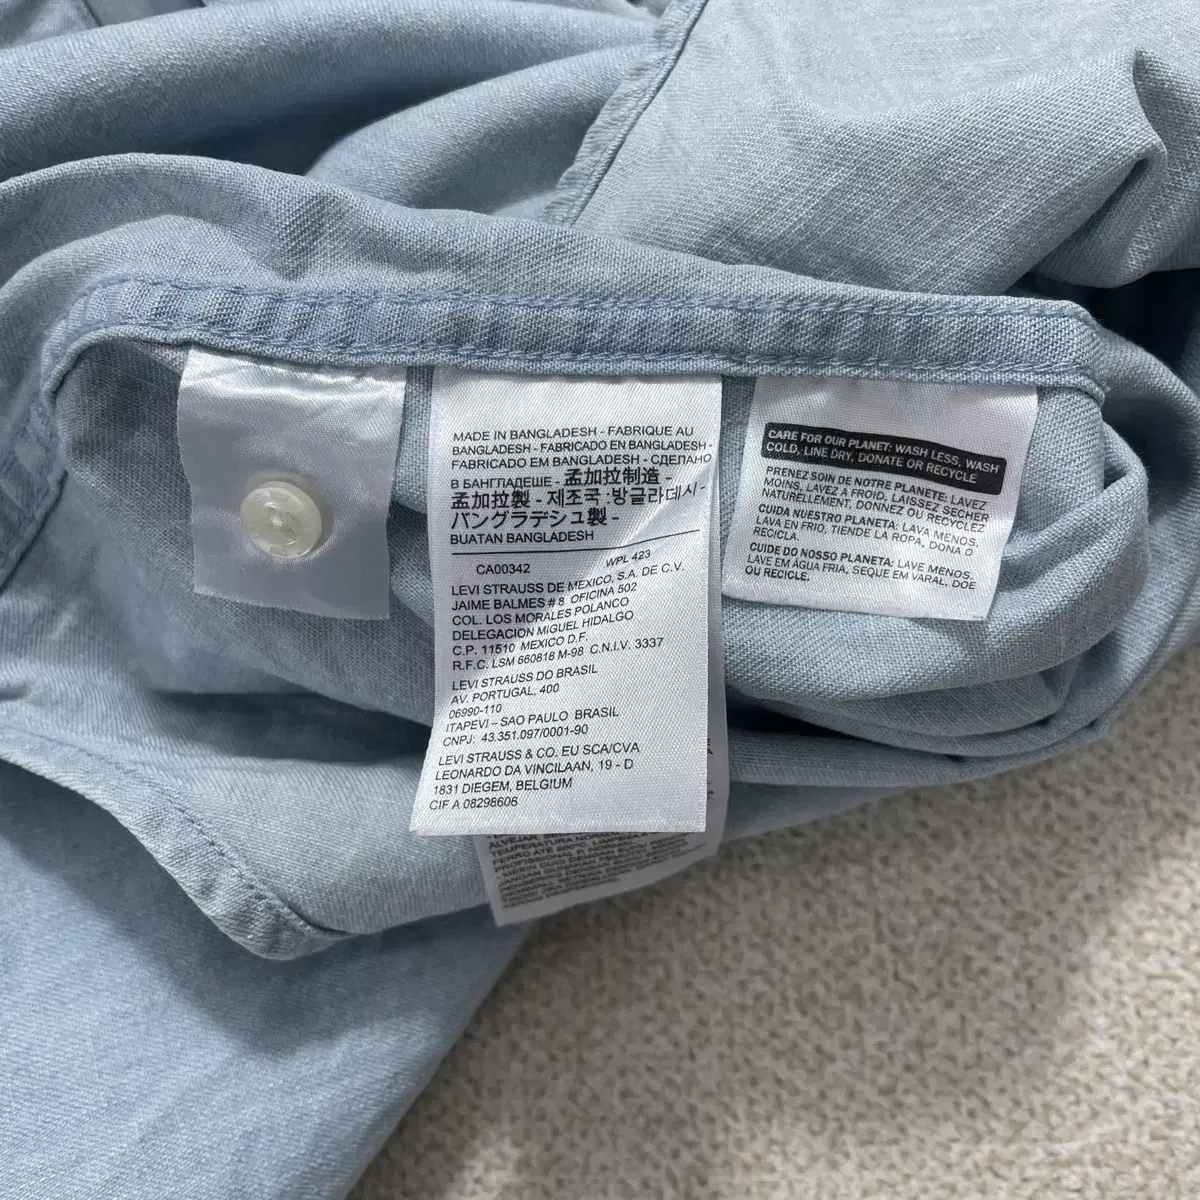 MADE IN BANGLADESH - FABRIQUE AU
BANGLADESH - FABRICADO EN BANGLADESH -
FABRICADO EM BANGLADESH - СДЕЛАНО
В БАНГЛАДЕШЕ - 孟加拉制造 -
孟加拉製 - 제조국 :방글라데시 -
バングラデシュ製 -
BUATAN BANGLADESH
CA00342 WPL 423
LEVI STRAUSS DE MEXICO, S.A. DE C.V.
JAIME BALMES # 8 OFICINA 502
COL. LOS MORALES POLANCO
DELEGACION MIGUEL HIDALGO
C.P. 11510 MEXICO D.F.
R.F.C. LSM 660818 M-98 C.N.I.V. 3337
LEVI STRAUSS DO BRASIL
AV. PORTUGAL, 400
06990-110
ITAPEVI – SAO PAULO BRASIL
CNPJ: 43.351.097/0001-90
LEVI STRAUSS & CO. EU SCA/CVA
LEONARDO DA VINCILAAN, 19 - D
1831 DIEGEM, BELGIUM
CIF A 08298606
TEMPERATURA
FERRO ATÉ 200°C.
CARE FOR OUR PLANET: WASH LESS, WASH
COLD, LINE DRY, DONATE OR RECYCLE
PRENEZ SOIN DE NOTRE PLANETE: LAVEZ
MOINS, LAVEZ A FROID, LAISSEZ SECHER
NATURELLEMENT, DONNEZ OU RECYCLEZ
CUIDA NUESTRO PLANETA: LAVA MENOS,
LAVA EN FRIO, TIENDE LA ROPA, DONA O
RECICLA.
CUIDE DO NOSSO PLANETA: LAVE MENOS,
LAVE EM ÁGUA FRIA, SEQUE EM VARAL, DOE
OU RECICLE.